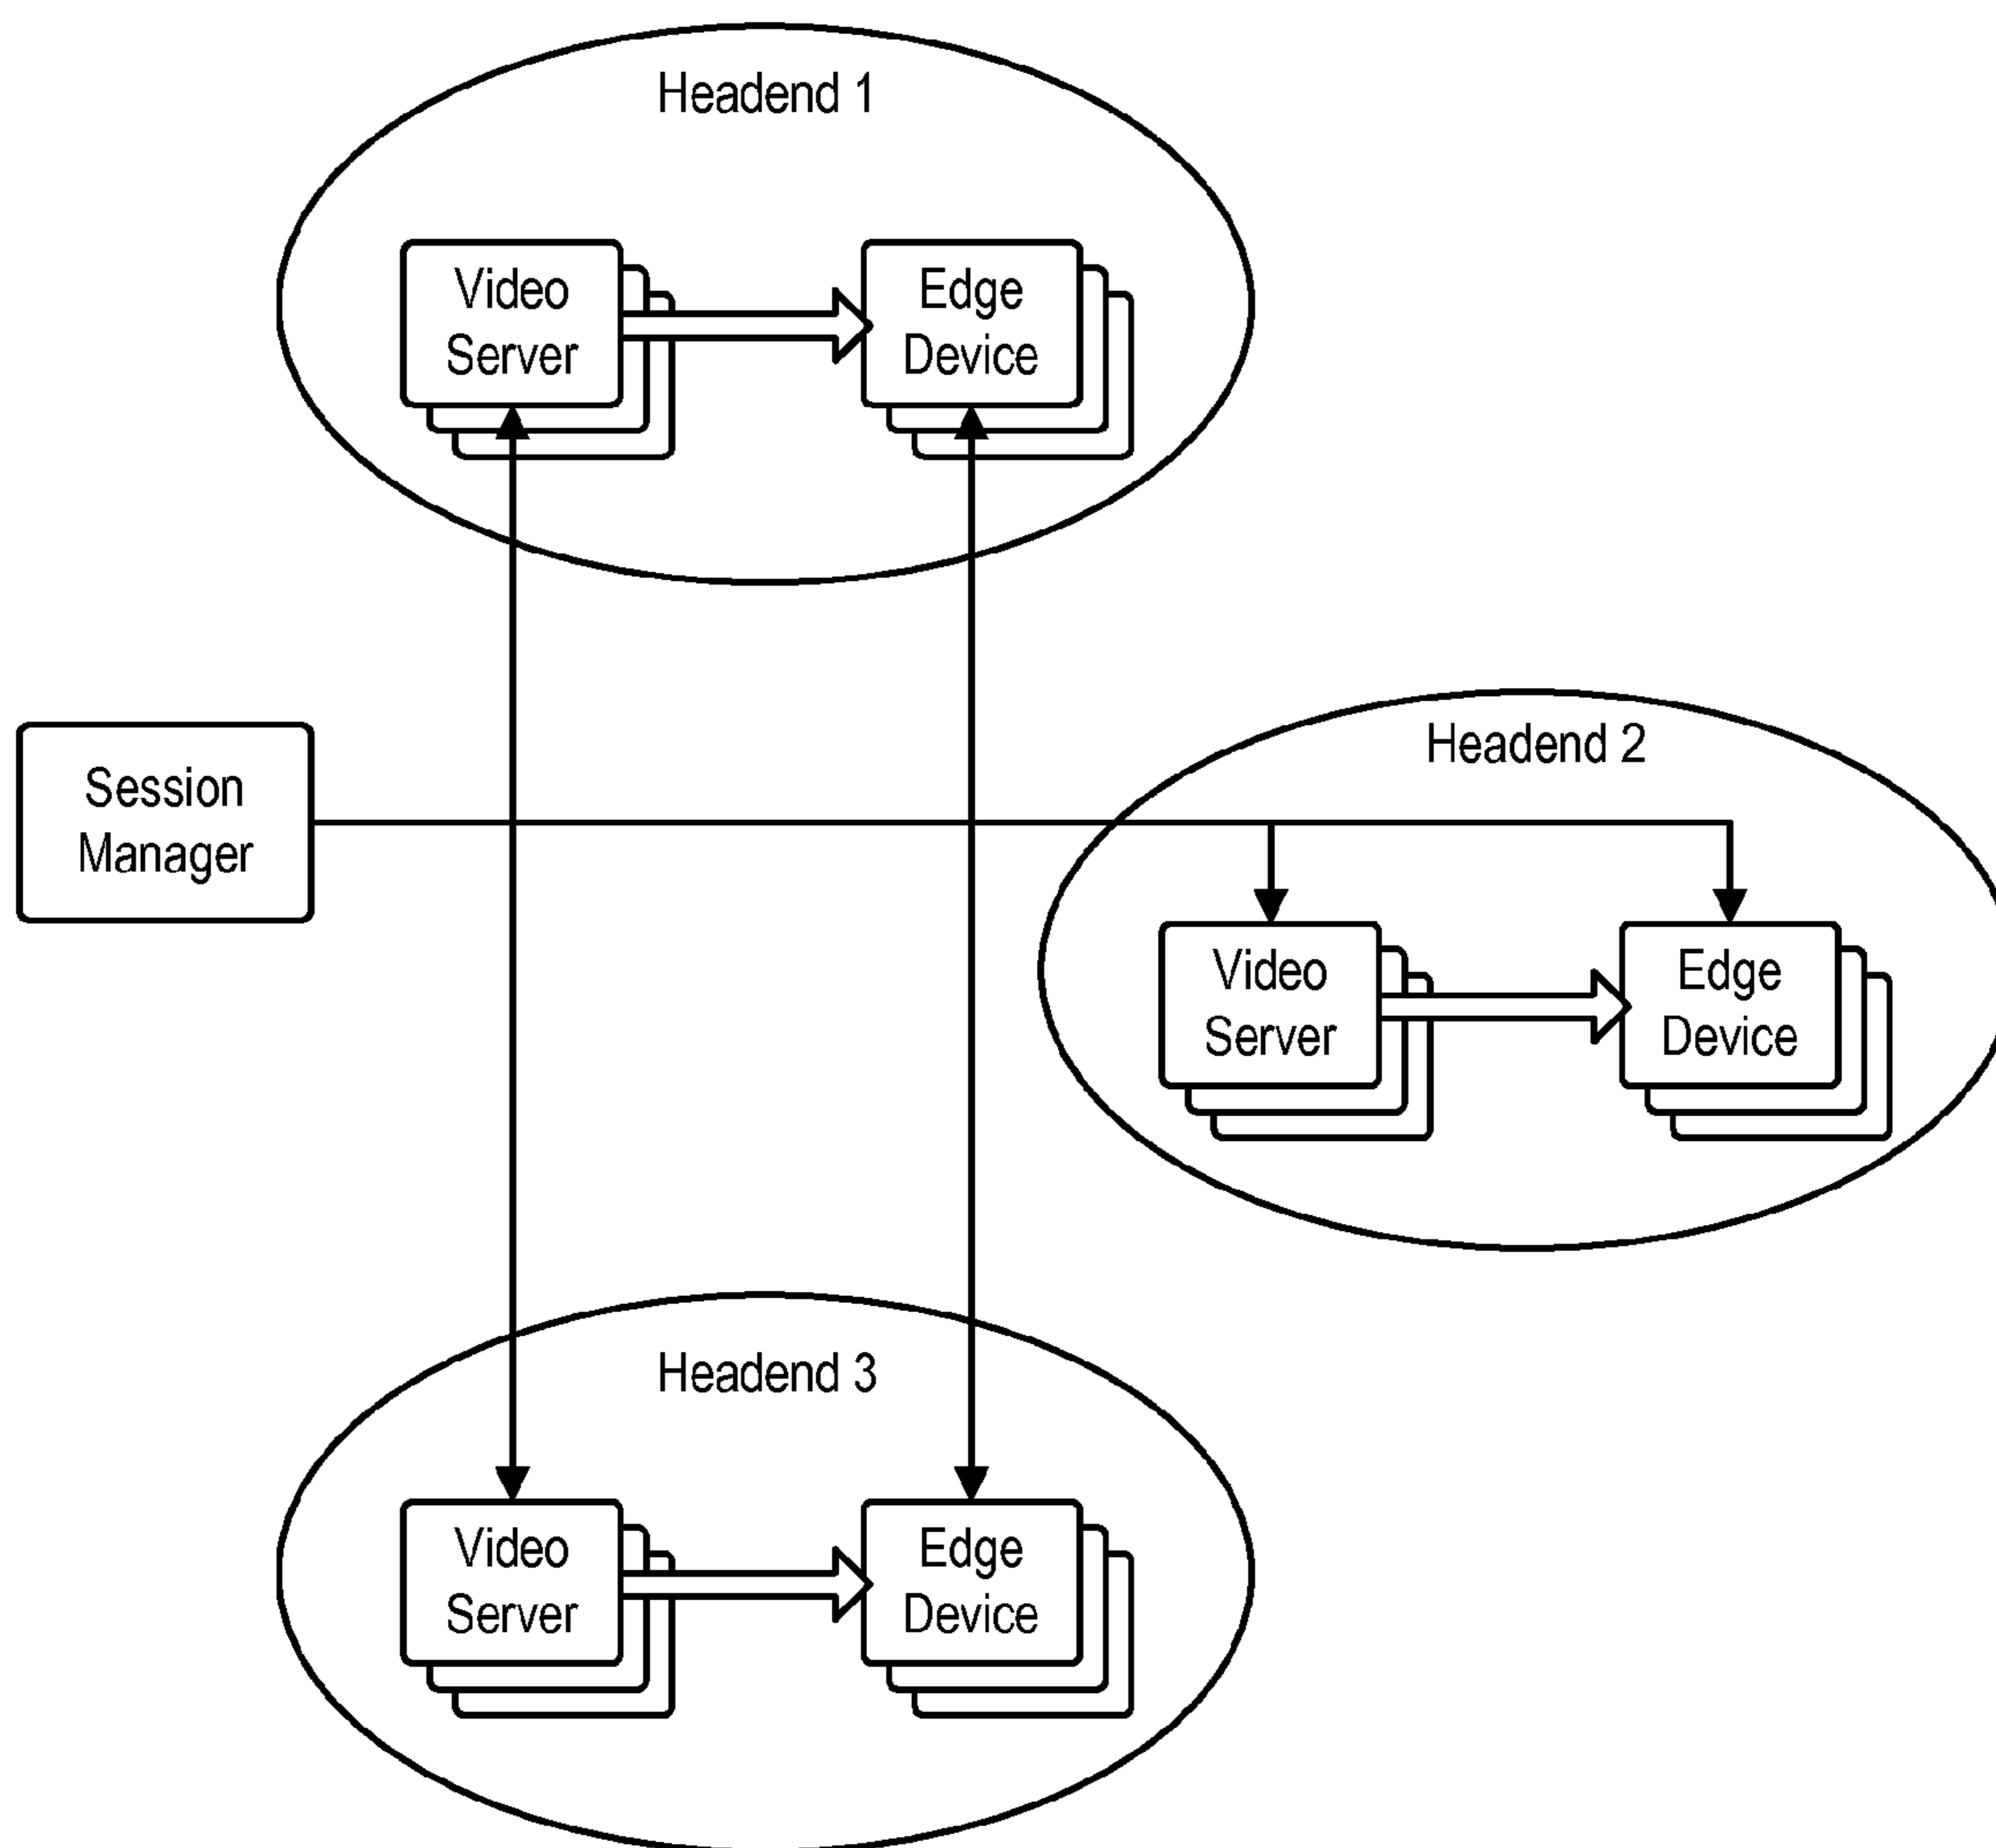 Headend 1
Video
Server
Edge
Device
Session
Manager
Headend 2
Video
Server
Edge
Device
Headend 3
Video
Server
Edge
Device